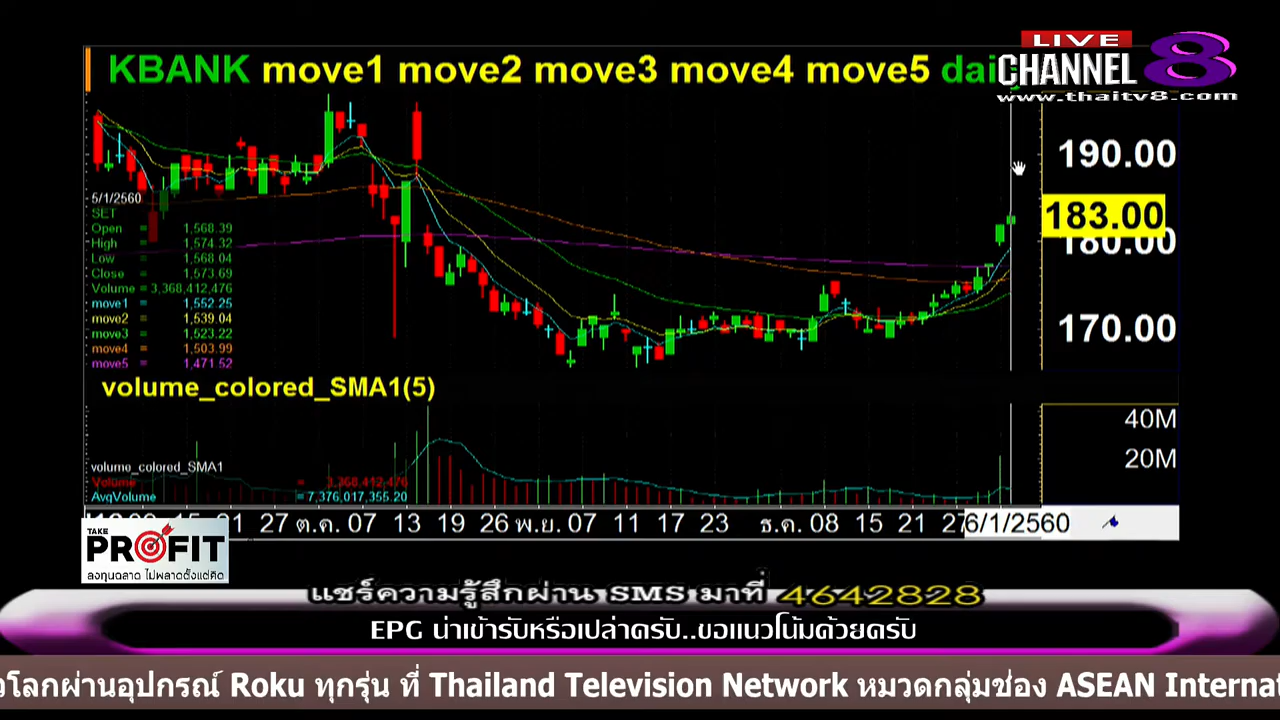 LIVE
CHANNEL 8
www.thaitv8.com
KBANK move1 move2 move3 move4 move5
190.00
183.00
180.00
170.00
5/1/2560
SET
Open = 1,568.39
High = 1,574.32
Low = 1,568.04
Close = 1,573.69
Volume = 3,368,412,476
move1 = 1,552.25
move2 = 1,539.04
move3 = 1,523.22
move4 = 1,503.99
move5 = 1,471.52
volume_colored_SMA1(5)
40M
20M
volume_colored_SMA1
Volume = 3,368,412,476
AvgVolume = 7,376,017,355.20
27 ต.ค. 07 13 19 26 พ.ย. 07 11 17 23 ธ.ค. 08 15 21 27 6/1/2560
TAKE
PROFIT
ลงทุนฉลาด ไม่พลาดตั้งแต่คิด
แชร์ความรู้สึกผ่าน SMS มาที่ 4642828
EPG น่าเข้ารับหรือเปล่าครับ..ขอแนวโน้มด้วยครับ
วโลกผ่านอุปกรณ์ Roku ทุกรุ่น ที่ Thailand Television Network หมวดกลุ่มช่อง ASEAN Internat